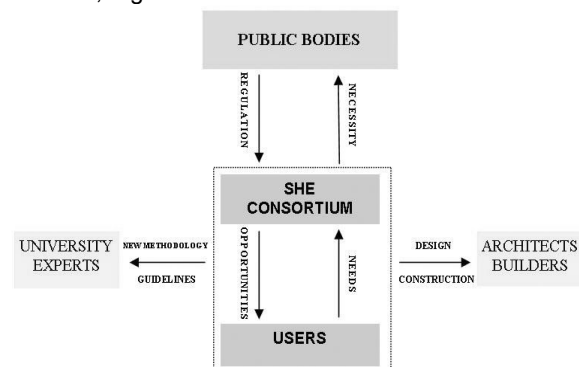 PUBLIC BODIES
REGULATION
NECESSITY
SHE
CONSORTIUM
UNIVERSITY
EXPERTS
NEW METHODOLOGY
GUIDELINES
OPPORTUNITIES
NEEDS
DESIGN
CONSTRUCTION
ARCHITECTS
BUILDERS
USERS